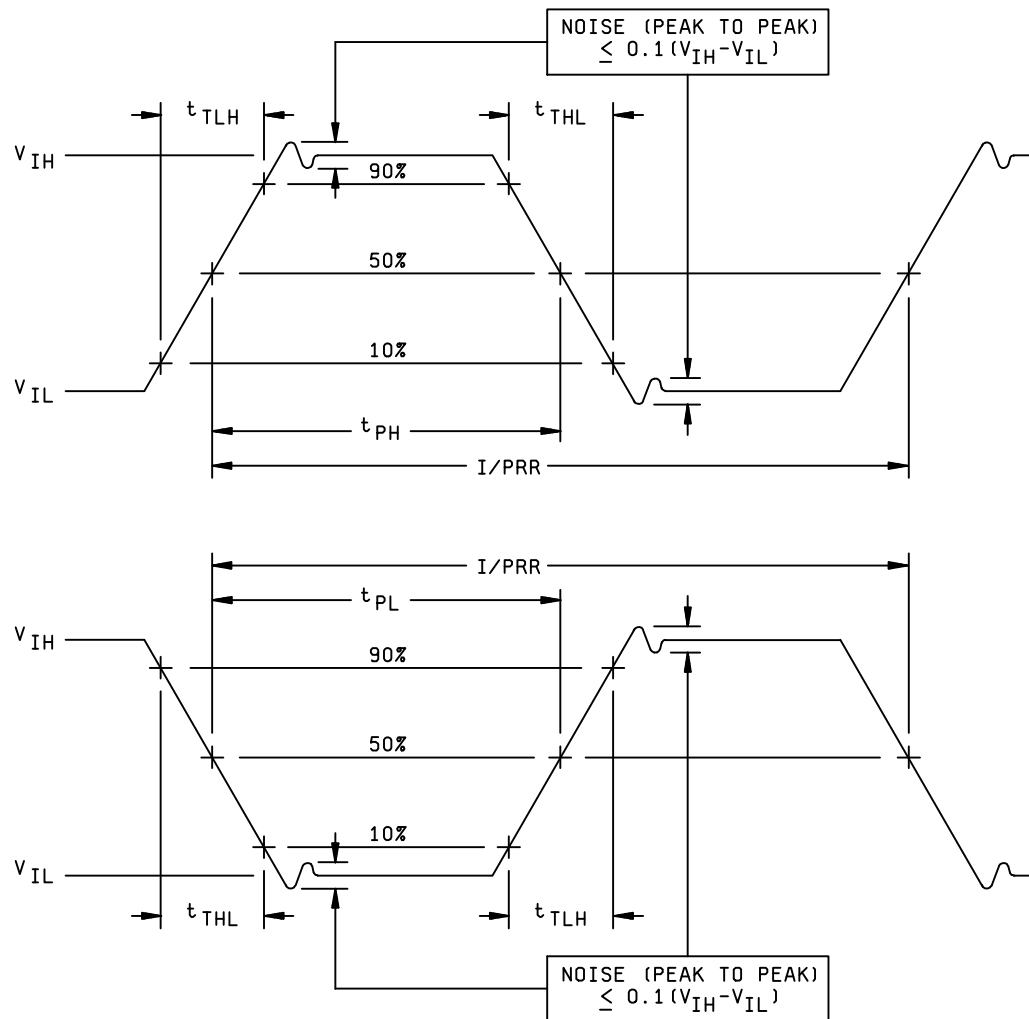 NOISE (PEAK TO PEAK)
≤ 0.1(VIH-VIL)
tTLH
tTHL
VIH
90%
50%
10%
VIL
tPH
I/PRR
I/PRR
tPL
VIH
90%
50%
10%
VIL
tTHL
tTLH
NOISE (PEAK TO PEAK)
≤ 0.1(VIH-VIL)